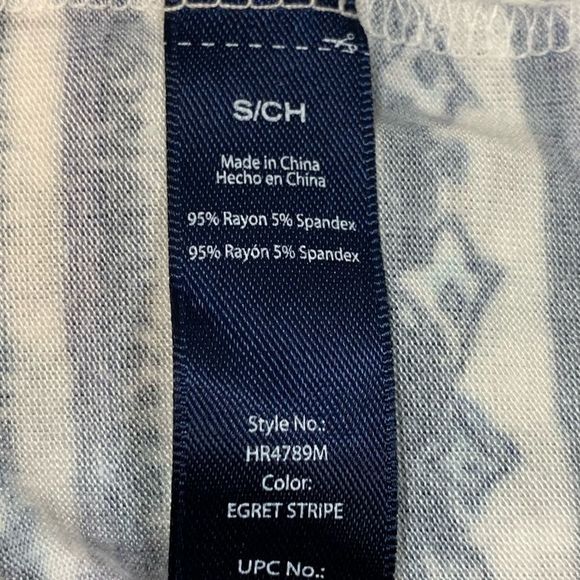 S/CH
Made in China
Hecho en China
95% Rayon 5% Spandex
95% Rayón 5% Spandex
Style No.:
HR4789M
Color:
EGRET STRIPE
UPC No.: